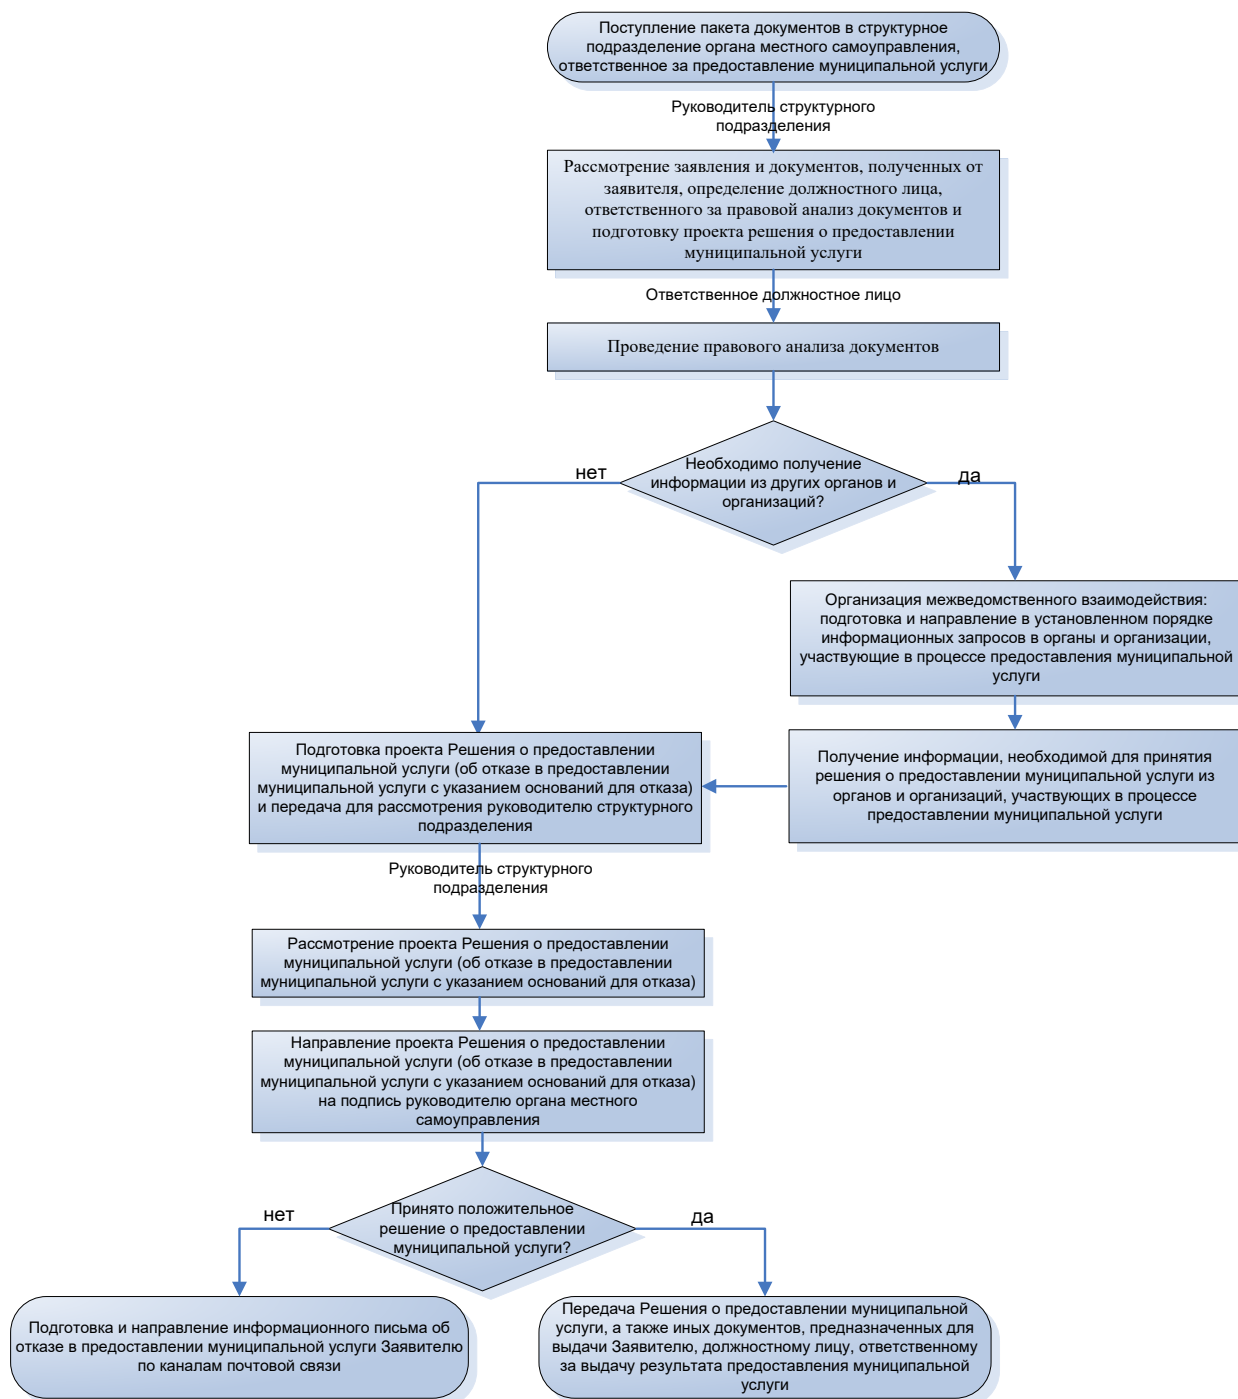 Поступление пакета документов в структурное
подразделение органа местного самоуправления,
ответственное за предоставление муниципальной услуги
Руководитель структурного
подразделения
Рассмотрение заявления и документов, полученных от
заявителя, определение должностного лица,
ответственного за правовой анализ документов и
подготовку проекта решения о предоставлении
муниципальной услуги
Ответственное должностное лицо
Проведение правового анализа документов
Необходимо получение
информации из других органов и
организаций?
нет
да
Организация межведомственного взаимодействия:
подготовка и направление в установленном порядке
информационных запросов в органы и организации,
участвующие в процессе предоставления муниципальной
услуги
Получение информации, необходимой для принятия
решения о предоставлении муниципальной услуги из
органов и организаций, участвующих в процессе
предоставлении муниципальной услуги
Подготовка проекта Решения о предоставлении
муниципальной услуги (об отказе в предоставлении
муниципальной услуги с указанием оснований для отказа)
и передача для рассмотрения руководителю структурного
подразделения
Руководитель структурного
подразделения
Рассмотрение проекта Решения о предоставлении
муниципальной услуги (об отказе в предоставлении
муниципальной услуги с указанием оснований для отказа)
Направление проекта Решения о предоставлении
муниципальной услуги (об отказе в предоставлении
муниципальной услуги с указанием оснований для отказа)
на подпись руководителю органа местного
самоуправления
Принято положительное
решение о предоставлении
муниципальной услуги?
нет
да
Подготовка и направление информационного письма об
отказе в предоставлении муниципальной услуги Заявителю
по каналам почтовой связи
Передача Решения о предоставлении муниципальной
услуги, а также иных документов, предназначенных для
выдачи Заявителю, должностному лицу, ответственному
за выдачу результата предоставления муниципальной
услуги